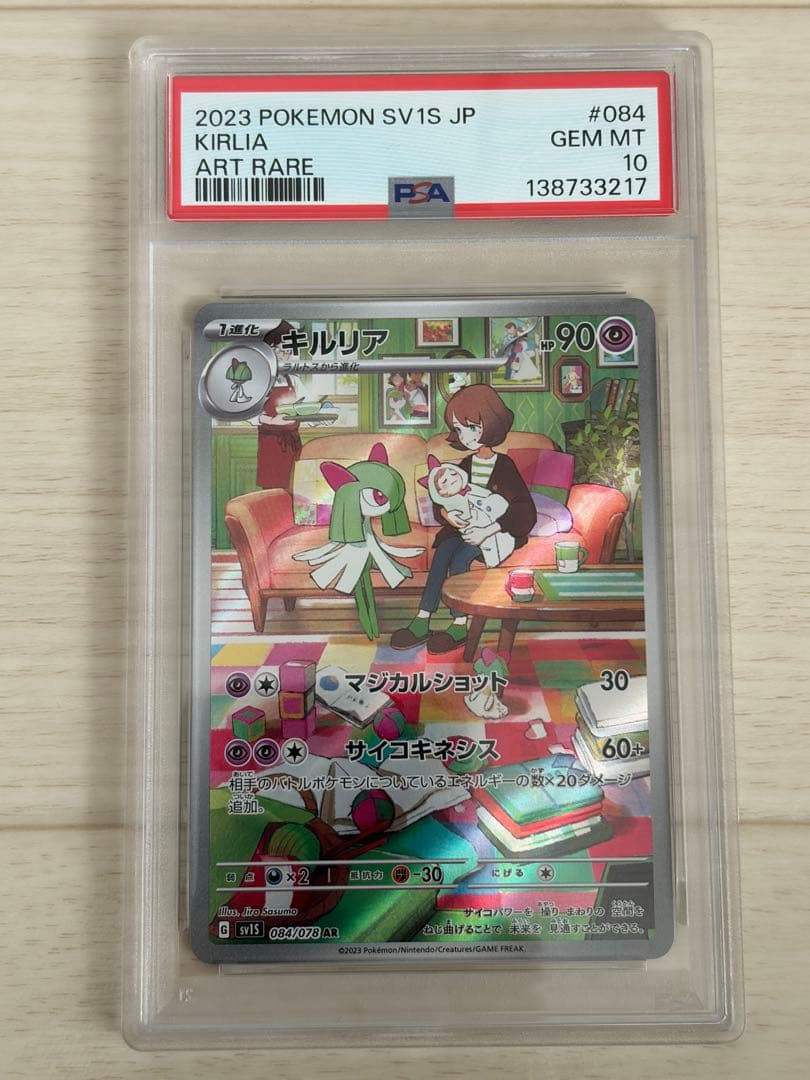 2023 POKEMON SV1S JP #084
KIRLIA GEM MT
ART RARE 10
PSA 138733217
1進化 キルリア HP 90
ラルトスから進化
マジカルショット 30
サイコキネシス 60+
相手のバトルポケモンについているエネルギーの数×20ダメージ
追加。
弱点 ×2 抵抗力 -30 にげる
Illus. Jiro Sasumo
サイコパワーを 操り まわりの 空間を
ねじ曲げることで 未来を 見通すことができる。
G sv1S 084/078 AR
©2023 Pokémon/Nintendo/Creatures/GAME FREAK.